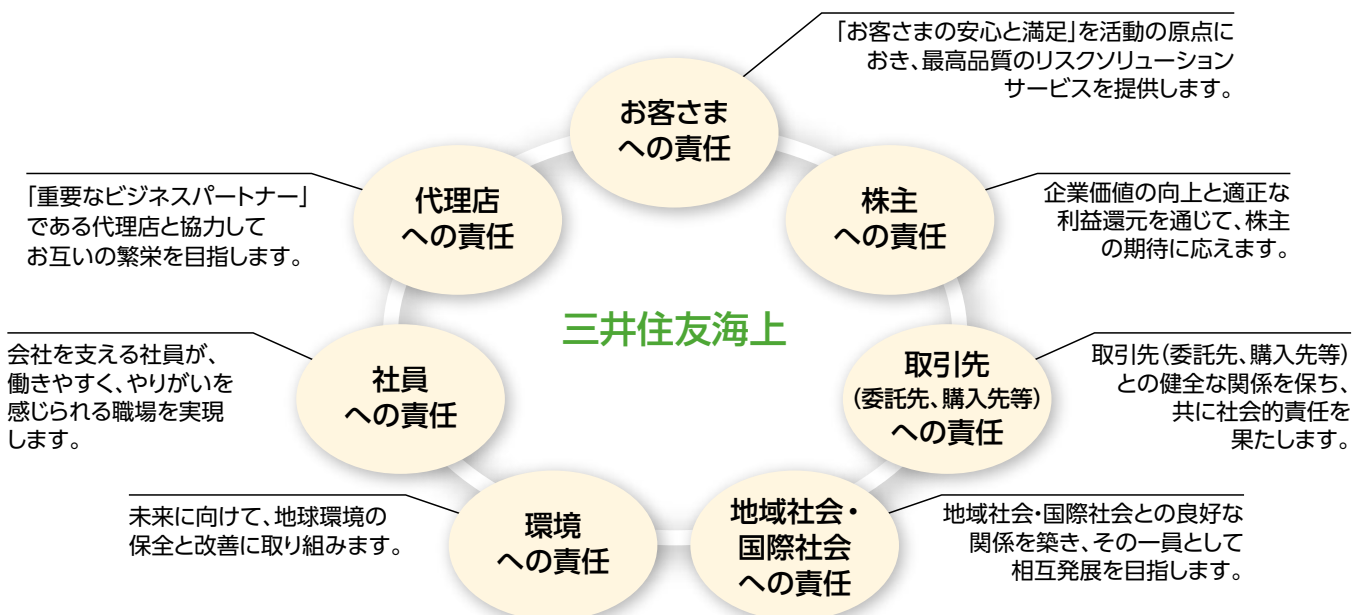 「お客さまの安心と満足」を活動の原点に
おき、最高品質のリスクソリューション
サービスを提供します。
お客さま
への責任
株主
への責任
企業価値の向上と適正な
利益還元を通じて、株主
の期待に応えます。
取引先
(委託先、購入先等)
への責任
取引先(委託先、購入先等)
との健全な関係を保ち、
共に社会的責任を
果たします。
地域社会・
国際社会
への責任
地域社会・国際社会との良好な
関係を築き、その一員として
相互発展を目指します。
環境
への責任
未来に向けて、地球環境の
保全と改善に取り組みます。
社員
への責任
会社を支える社員が、
働きやすく、やりがいを
感じられる職場を実現
します。
代理店
への責任
「重要なビジネスパートナー」
である代理店と協力して
お互いの繁栄を目指します。
三井住友海上